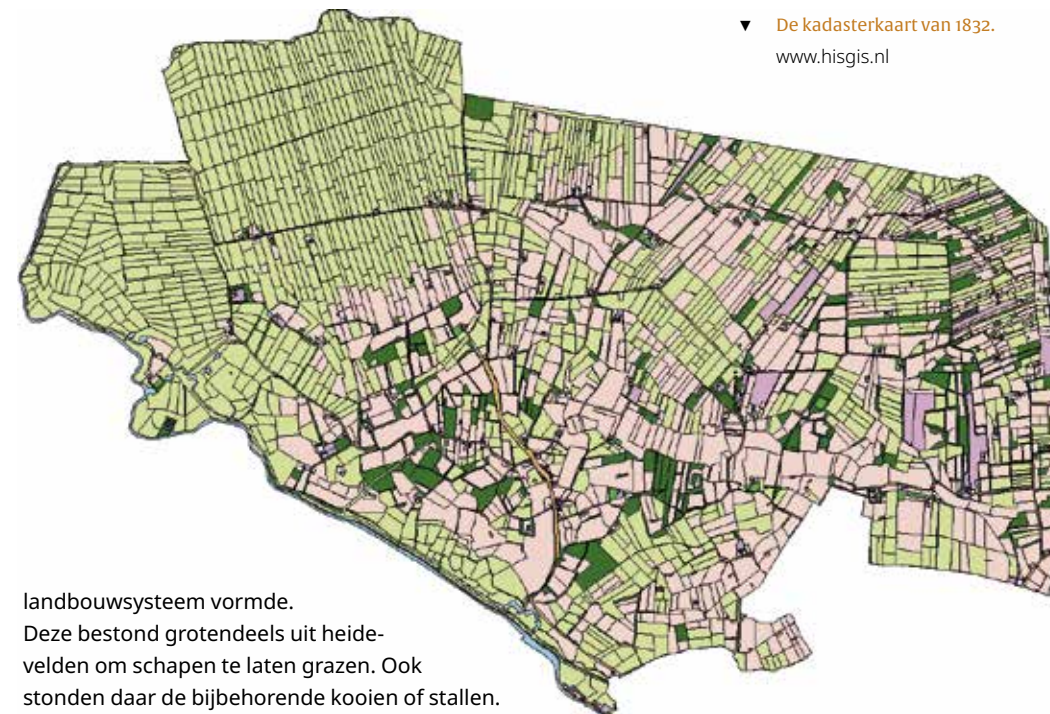 ▼ De kadasterkaart van 1832.
www.hisgis.nl
landbouwsysteem vormde.
Deze bestond grotendeels uit heide-
velden om schapen te laten grazen. Ook
stonden daar de bijbehorende kooien of stallen.